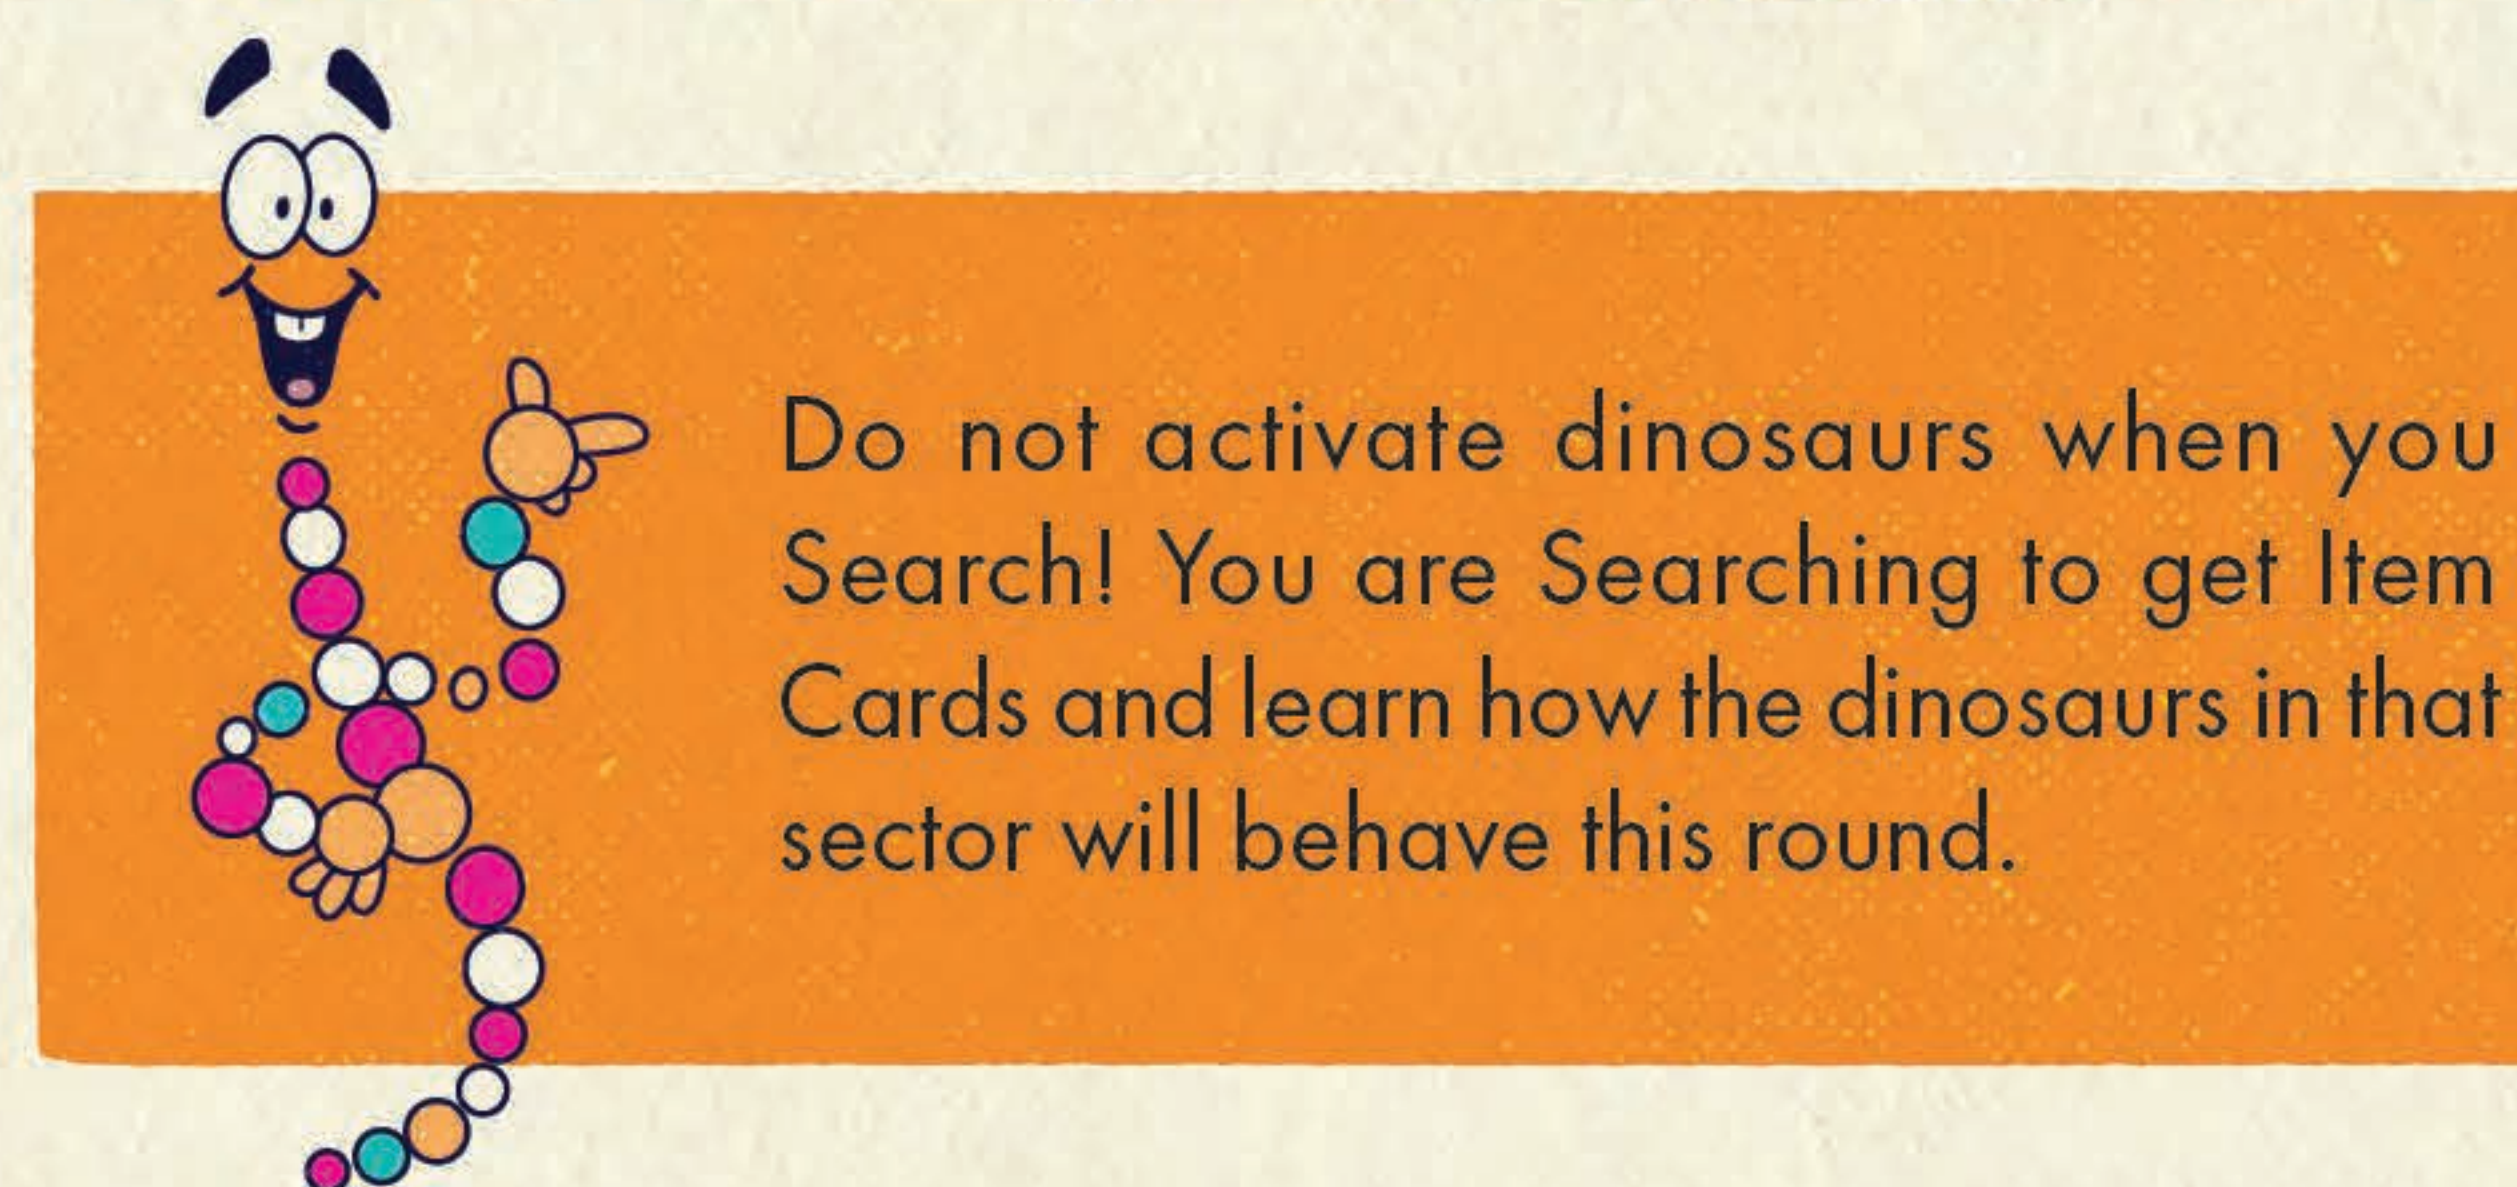 Do not activate dinosaurs when you
Search! You are Searching to get Item
Cards and learn how the dinosaurs in that
sector will behave this round.